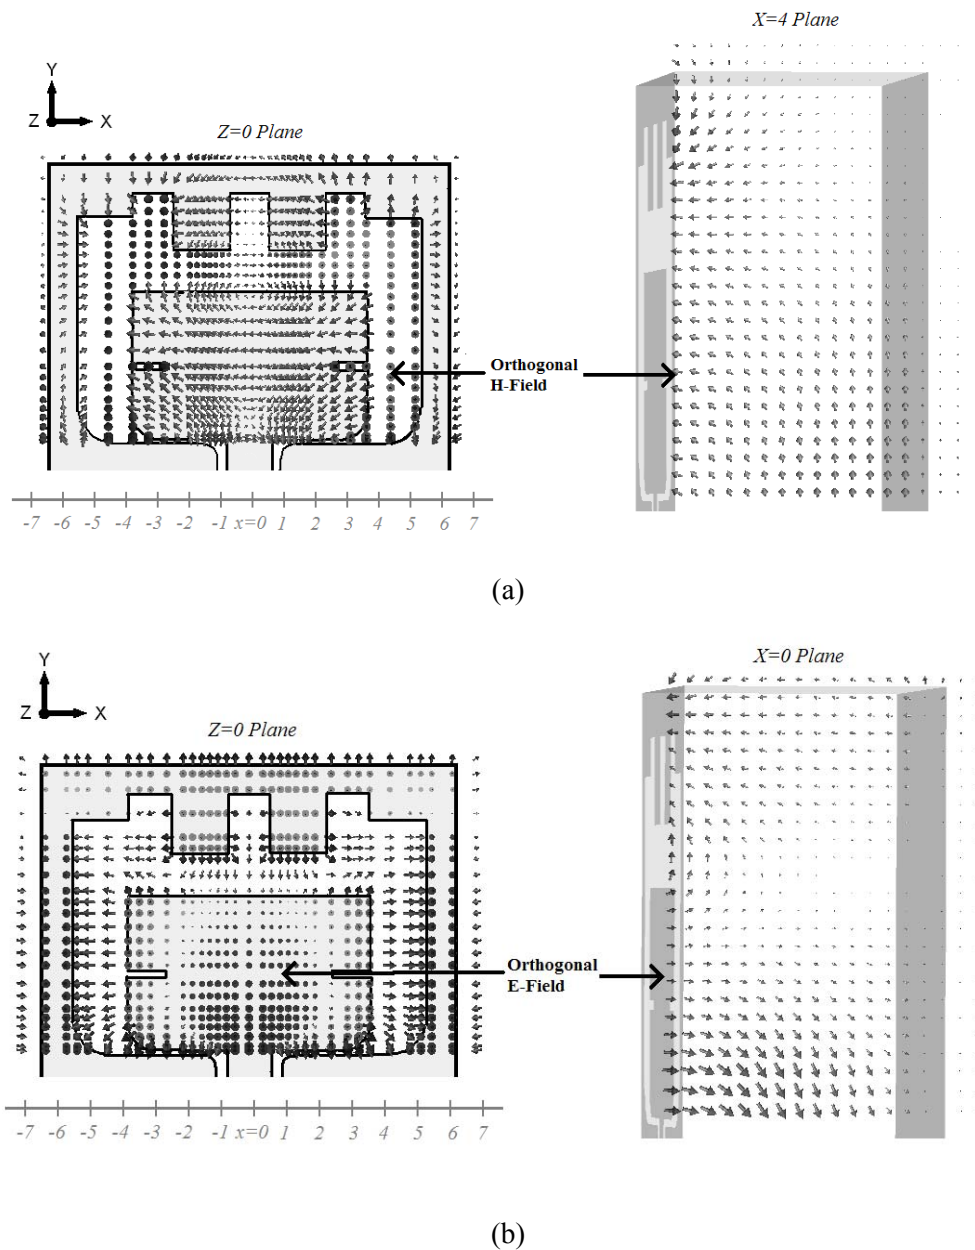 X=4 Plane
Y
Z X
Z=0 Plane
Orthogonal
H-Field
-7 -6 -5 -4 -3 -2 -1 x=0 1 2 3 4 5 6 7
(a)
X=0 Plane
Y
Z X
Z=0 Plane
Orthogonal
E-Field
-7 -6 -5 -4 -3 -2 -1 x=0 1 2 3 4 5 6 7
(b)